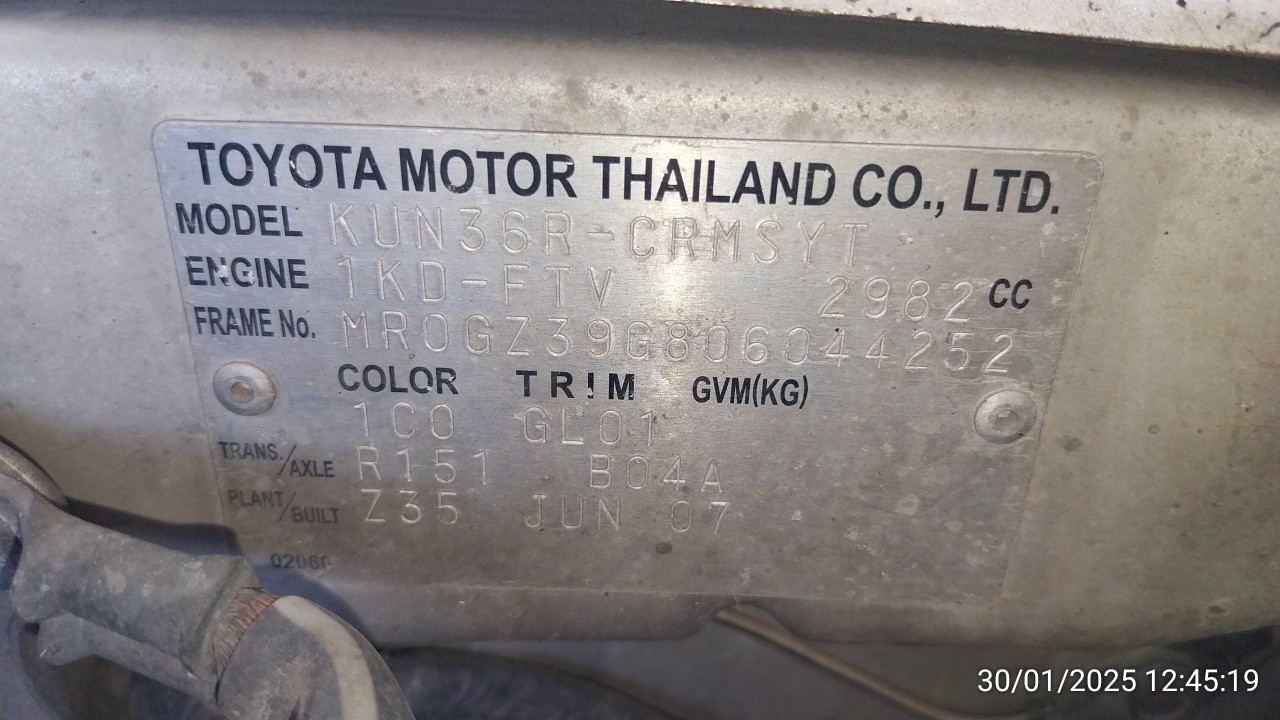 TOYOTA MOTOR THAILAND CO., LTD.
MODEL KUN36R-CRMSYT
ENGINE 1KD-FTV 2982 CC
FRAME No. MR0GZ39G806044252
COLOR TRIM GVM(KG)
1C0 GL01
TRANS./AXLE R151 B04A
PLANT/BUILT Z35 JUN 07
30/01/2025 12:45:19